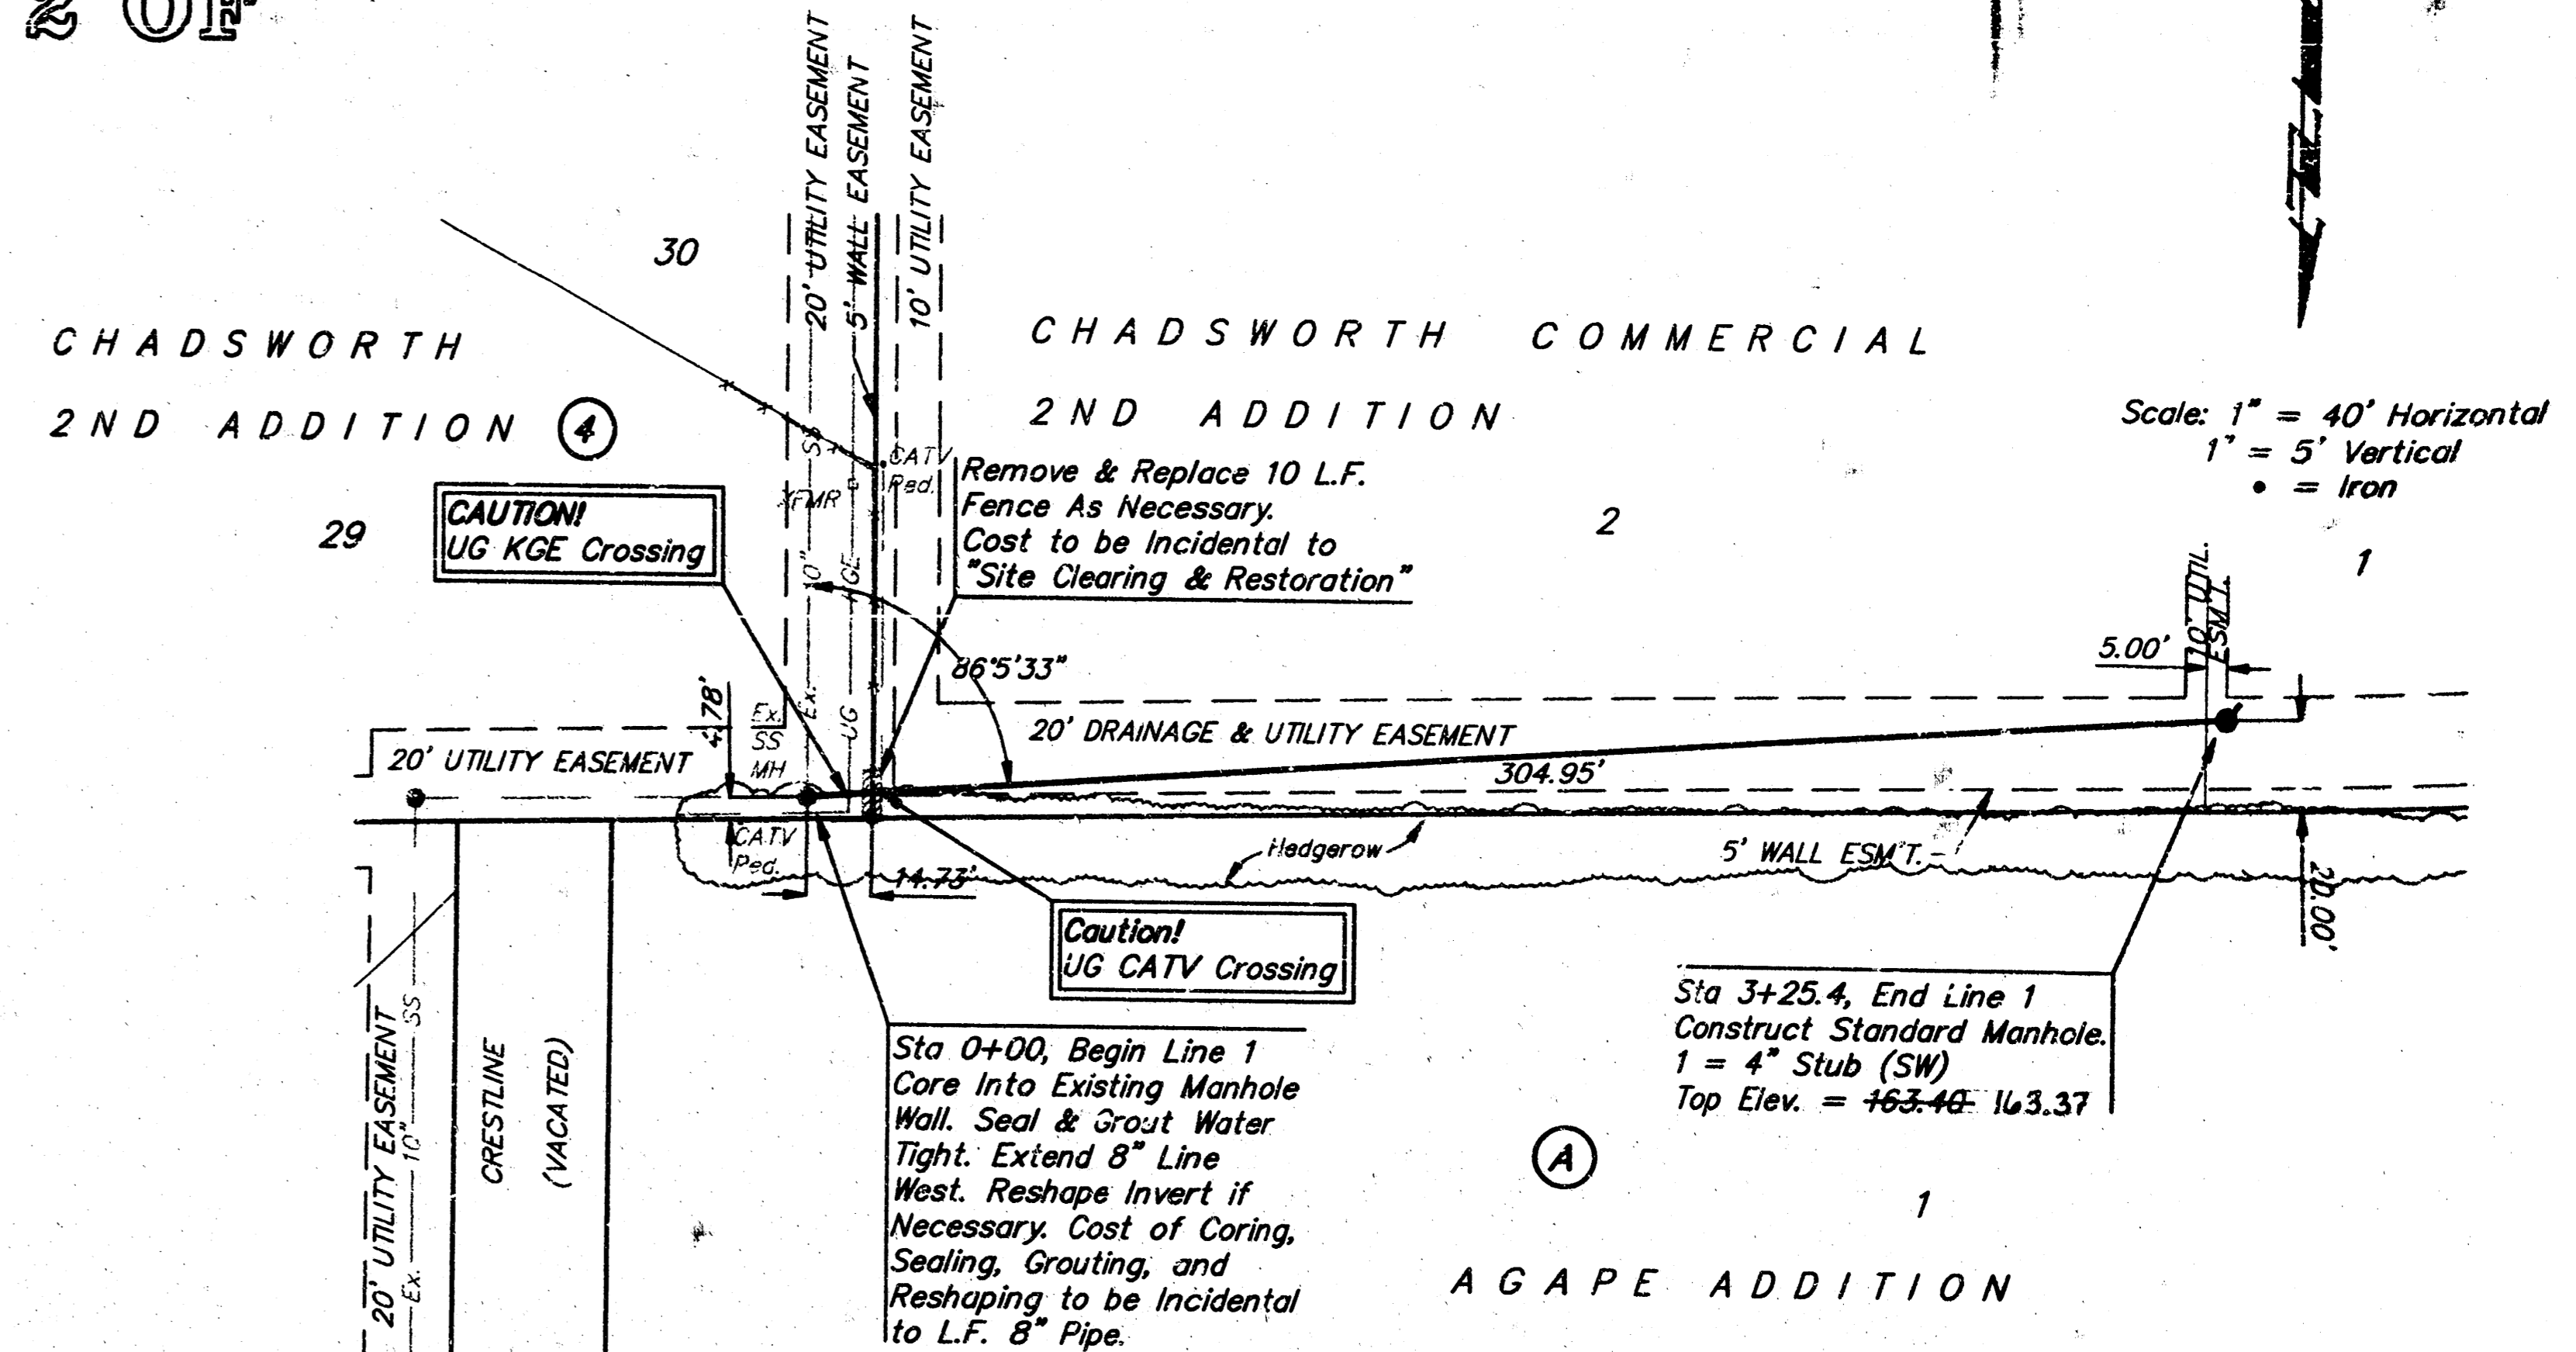 2 OF
20' UTILITY EASEMENT
5' WALL EASEMENT
10' UTILITY EASEMENT
30
CHADSWORTH
2ND ADDITION 4
CHADSWORTH COMMERCIAL
2ND ADDITION
Scale: 1" = 40' Horizontal
1" = 5' Vertical
• = Iron
29
CAUTION!
UG KGE Crossing
SS
XFMR
CATV
Ped.
Remove & Replace 10 L.F.
Fence As Necessary.
Cost to be Incidental to
"Site Clearing & Restoration"
2
1
10' UTIL.
ESM'T.
5.00'
10"
Ex.
UG
86°5'33"
4.78'
Ex.
SS
MH
20' UTILITY EASEMENT
20' DRAINAGE & UTILITY EASEMENT
304.95'
CATV
Ped.
Hedgerow
5' WALL ESM'T.
14.73'
20.00'
Caution!
UG CATV Crossing
Sta 0+00, Begin Line 1
Core Into Existing Manhole
Wall. Seal & Grout Water
Tight. Extend 8" Line
West. Reshape Invert if
Necessary. Cost of Coring,
Sealing, Grouting, and
Reshaping to be Incidental
to L.F. 8" Pipe.
Sta 3+25.4, End Line 1
Construct Standard Manhole.
1 = 4" Stub (SW)
Top Elev. = 163.40 163.37
20' UTILITY EASEMENT
Ex. 10" SS
CRESTLINE
(VACATED)
A
1
AGAPE ADDITION